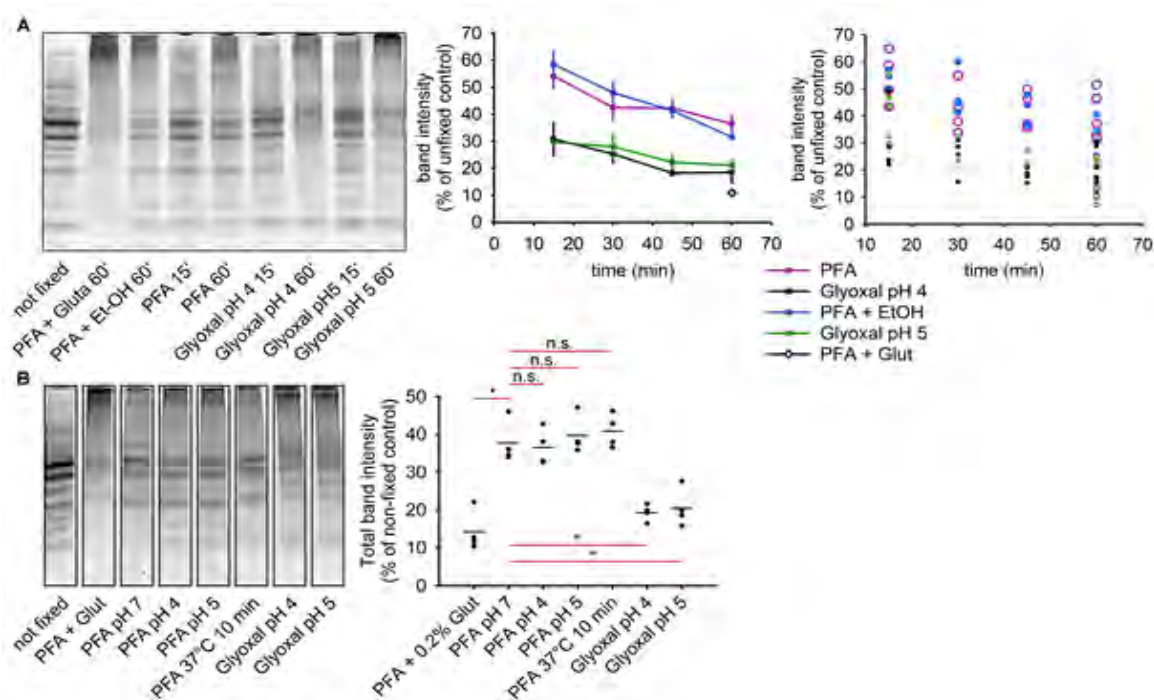 A
not fixed
PFA + Gluta 60'
PFA + Et-OH 60'
PFA 15'
PFA 60'
Glyoxal pH 4 15'
Glyoxal pH 4 60'
Glyoxal pH5 15'
Glyoxal pH 5 60'
band intensity
(% of unfixed control)
70
60
50
40
30
20
10
0
10 20 30 40 50 60 70
time (min)
band intensity
(% of unfixed control)
70
60
50
40
30
20
10
0
10 20 30 40 50 60 70
time (min)
PFA
Glyoxal pH 4
PFA + EtOH
Glyoxal pH 5
PFA + Glut
B
not fixed
PFA + Glut
PFA pH 7
PFA pH 4
PFA pH 5
PFA 37°C 10 min
Glyoxal pH 4
Glyoxal pH 5
Total band intensity
(% of non-fixed control)
50
40
30
20
10
0
n.s.
n.s.
n.s.
PFA + 0.2% Glut
PFA pH 7
PFA pH 4
PFA pH 5
PFA 37°C 10 min
Glyoxal pH 4
Glyoxal pH 5